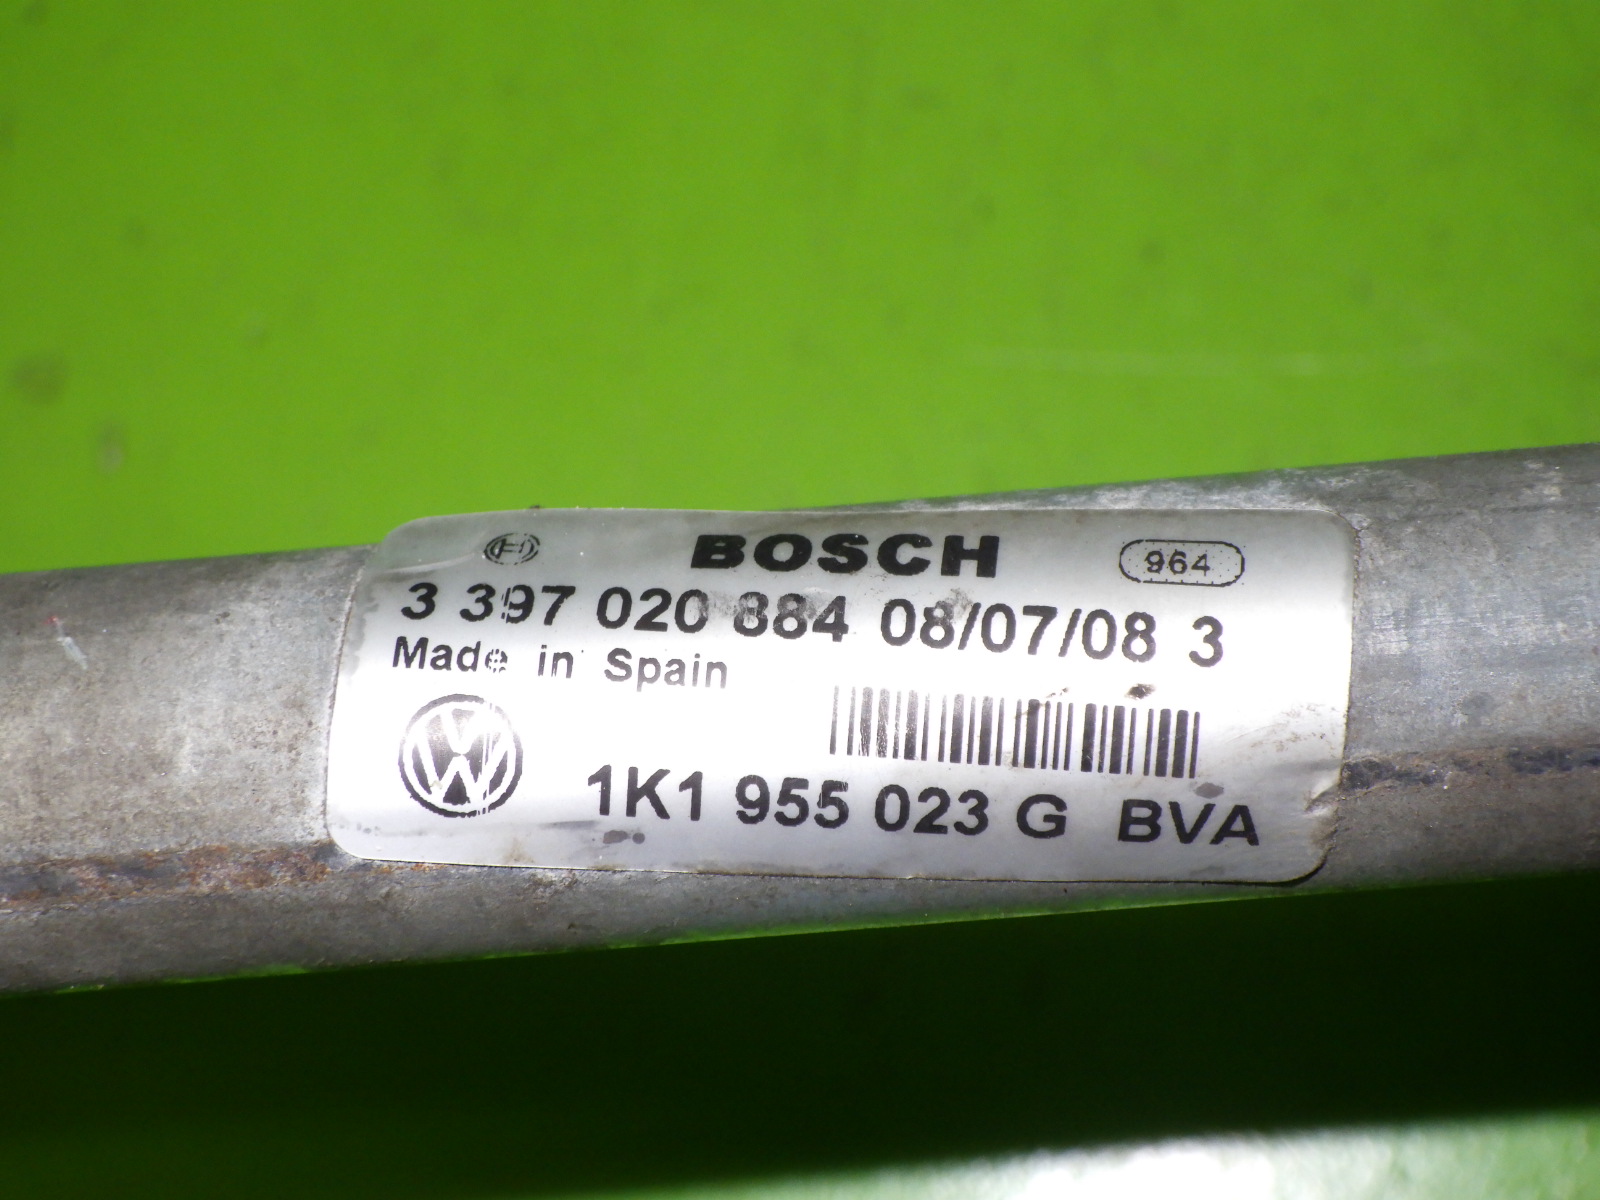 BOSCH 964
3 397 020 884 08/07/08 3
Made in Spain
1K1 955 023 G BVA